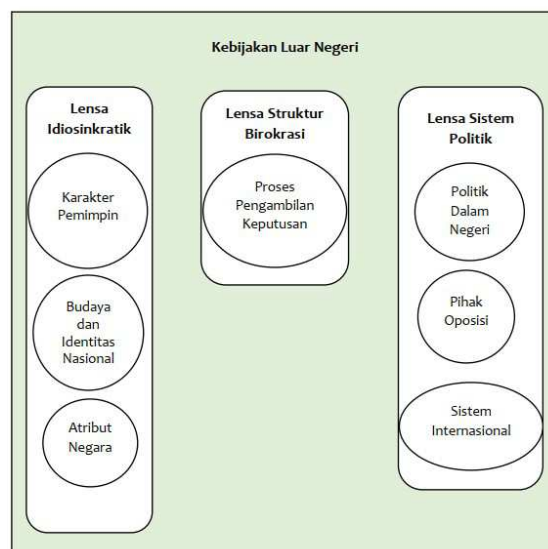 Kebijakan Luar Negeri
Lensa
Idiosinkratik
Karakter
Pemimpin
Budaya
dan
Identitas
Nasional
Atribut
Negara
Lensa Struktur
Birokrasi
Proses
Pengambilan
Keputusan
Lensa Sistem
Politik
Politik
Dalam
Negeri
Pihak
Oposisi
Sistem
Internasional